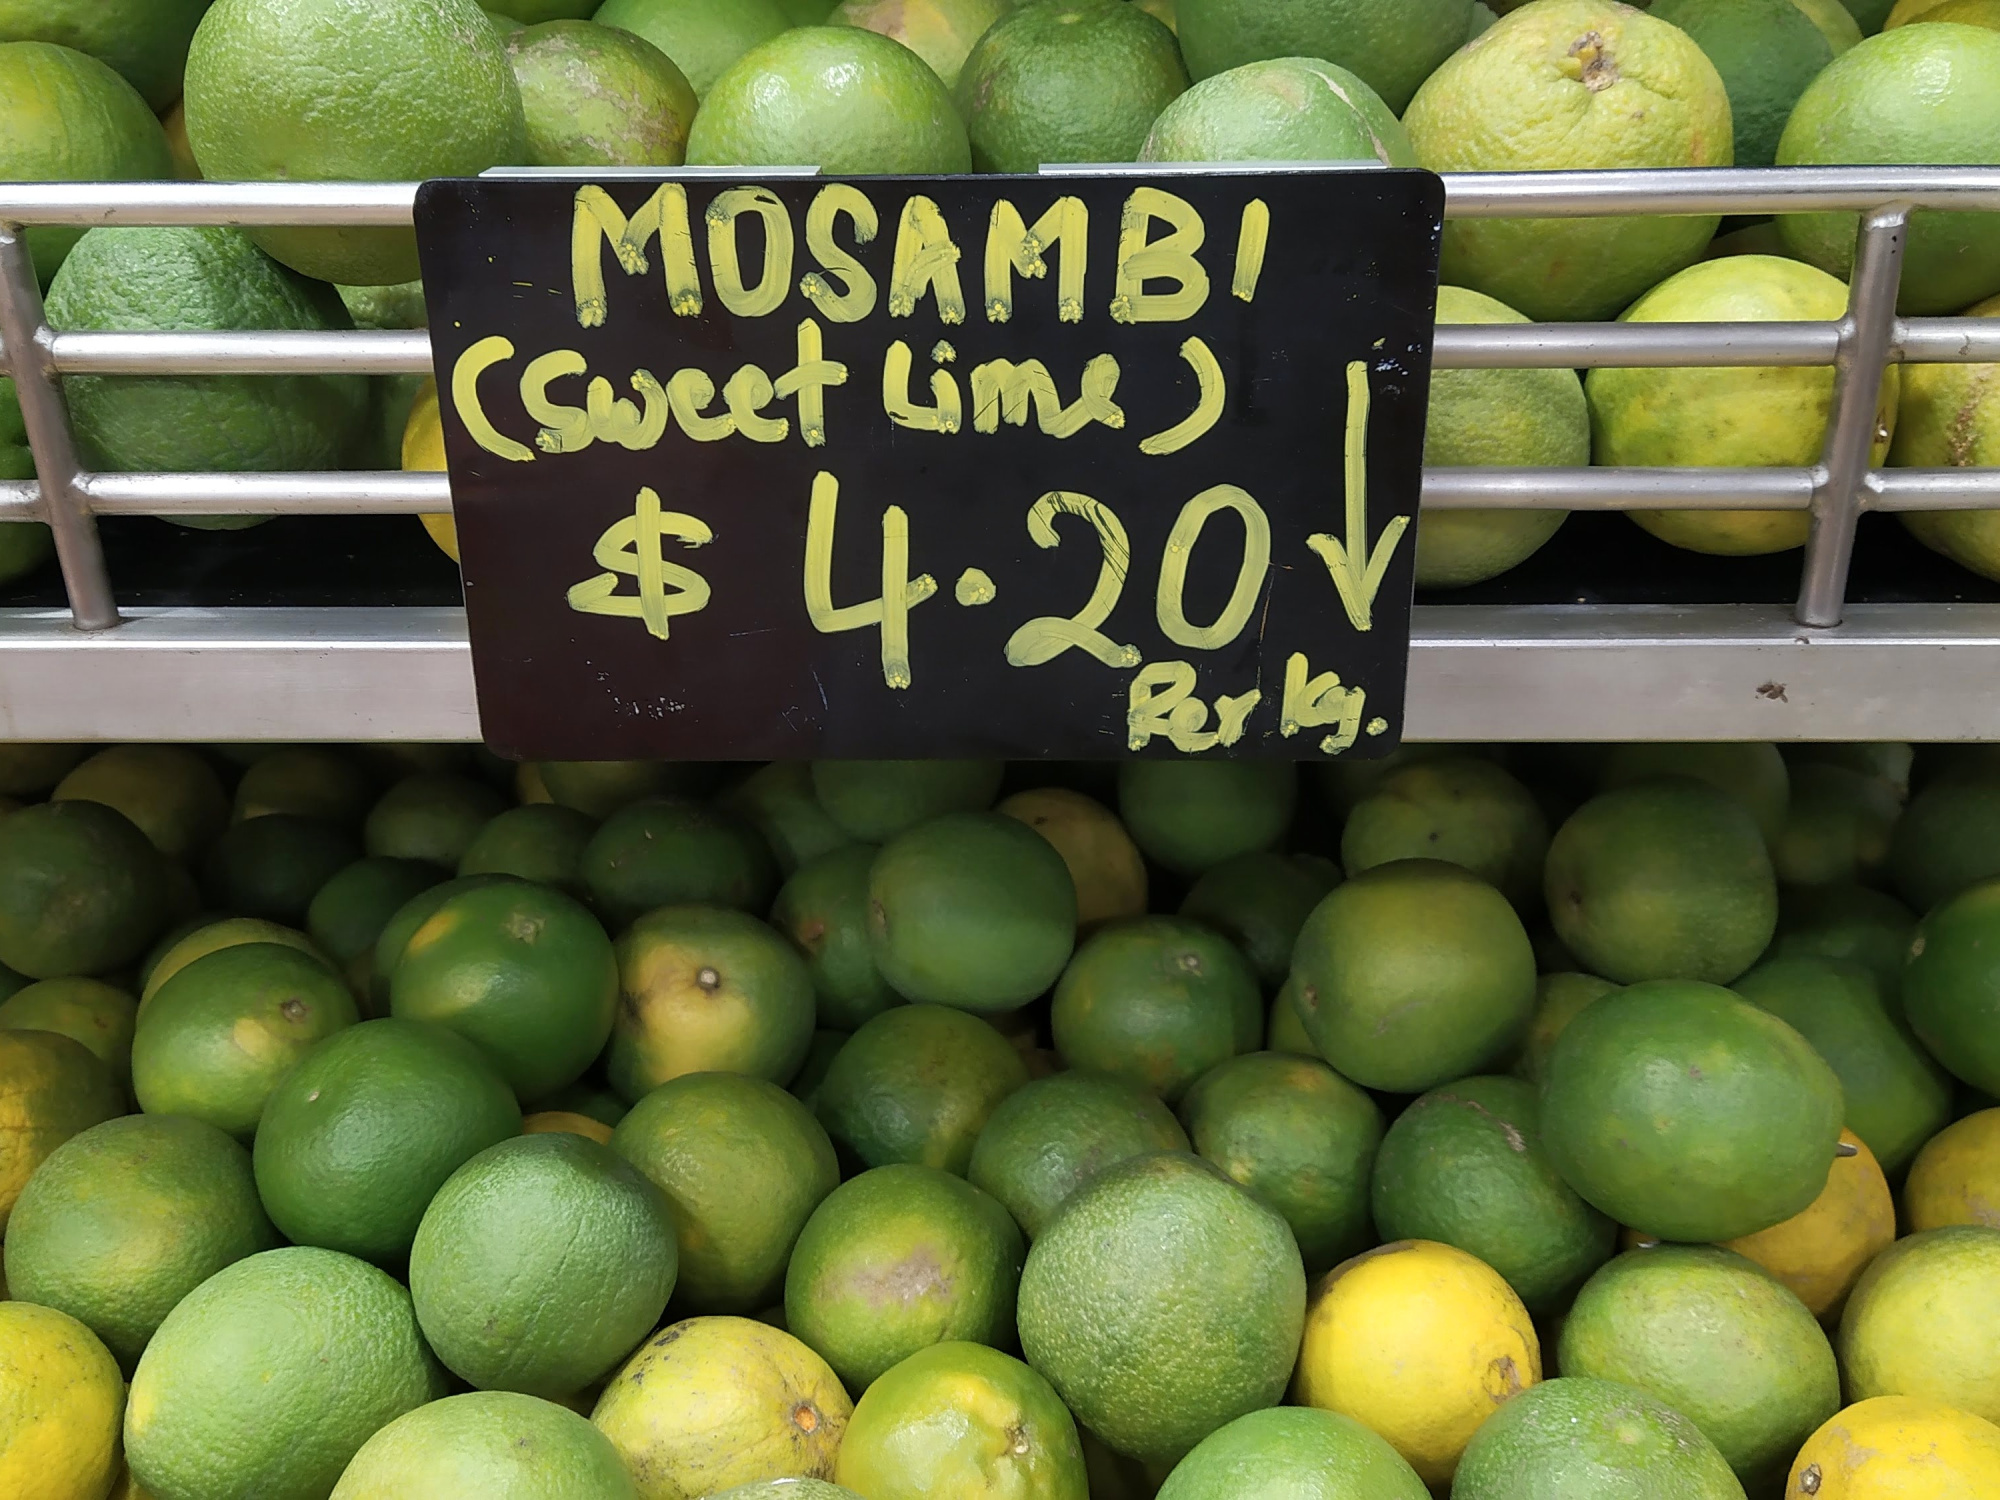 MOSAMBI
(Sweet Lime)
$ 4.20
Per kg.